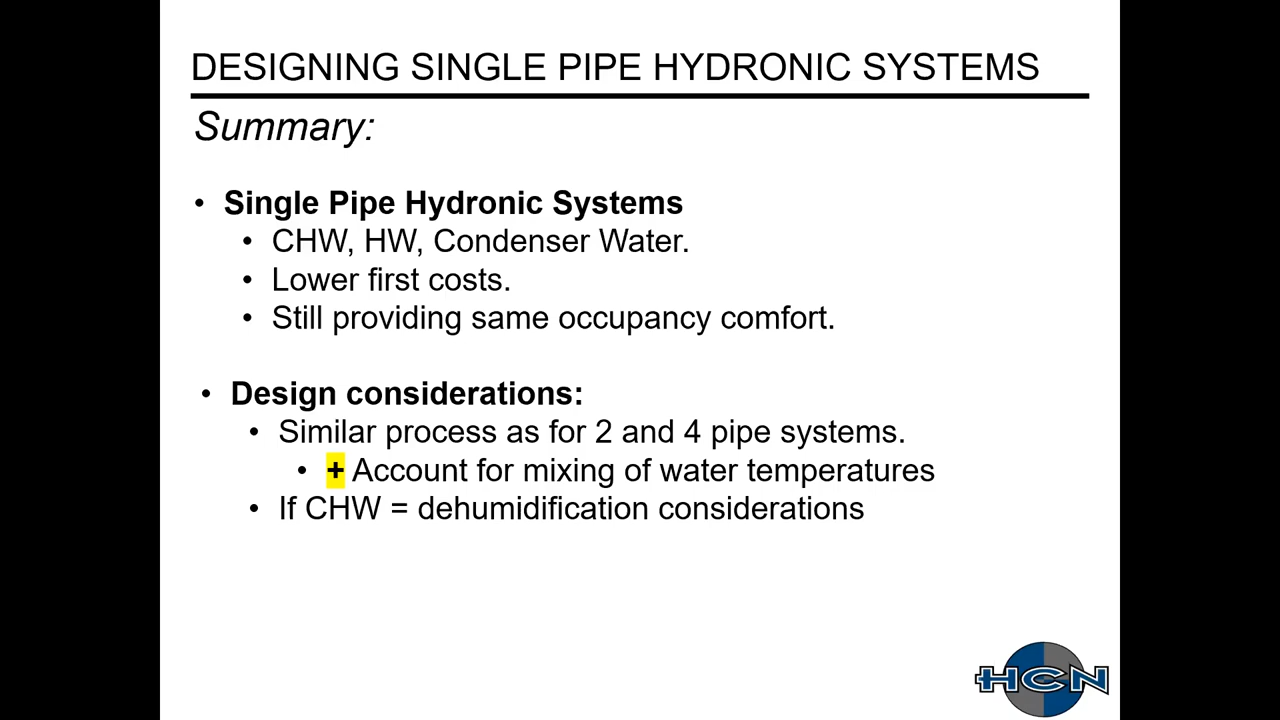 DESIGNING SINGLE PIPE HYDRONIC SYSTEMS
Summary:
• Single Pipe Hydronic Systems
• CHW, HW, Condenser Water.
• Lower first costs.
• Still providing same occupancy comfort.
• Design considerations:
• Similar process as for 2 and 4 pipe systems.
• + Account for mixing of water temperatures
• If CHW = dehumidification considerations
HCN